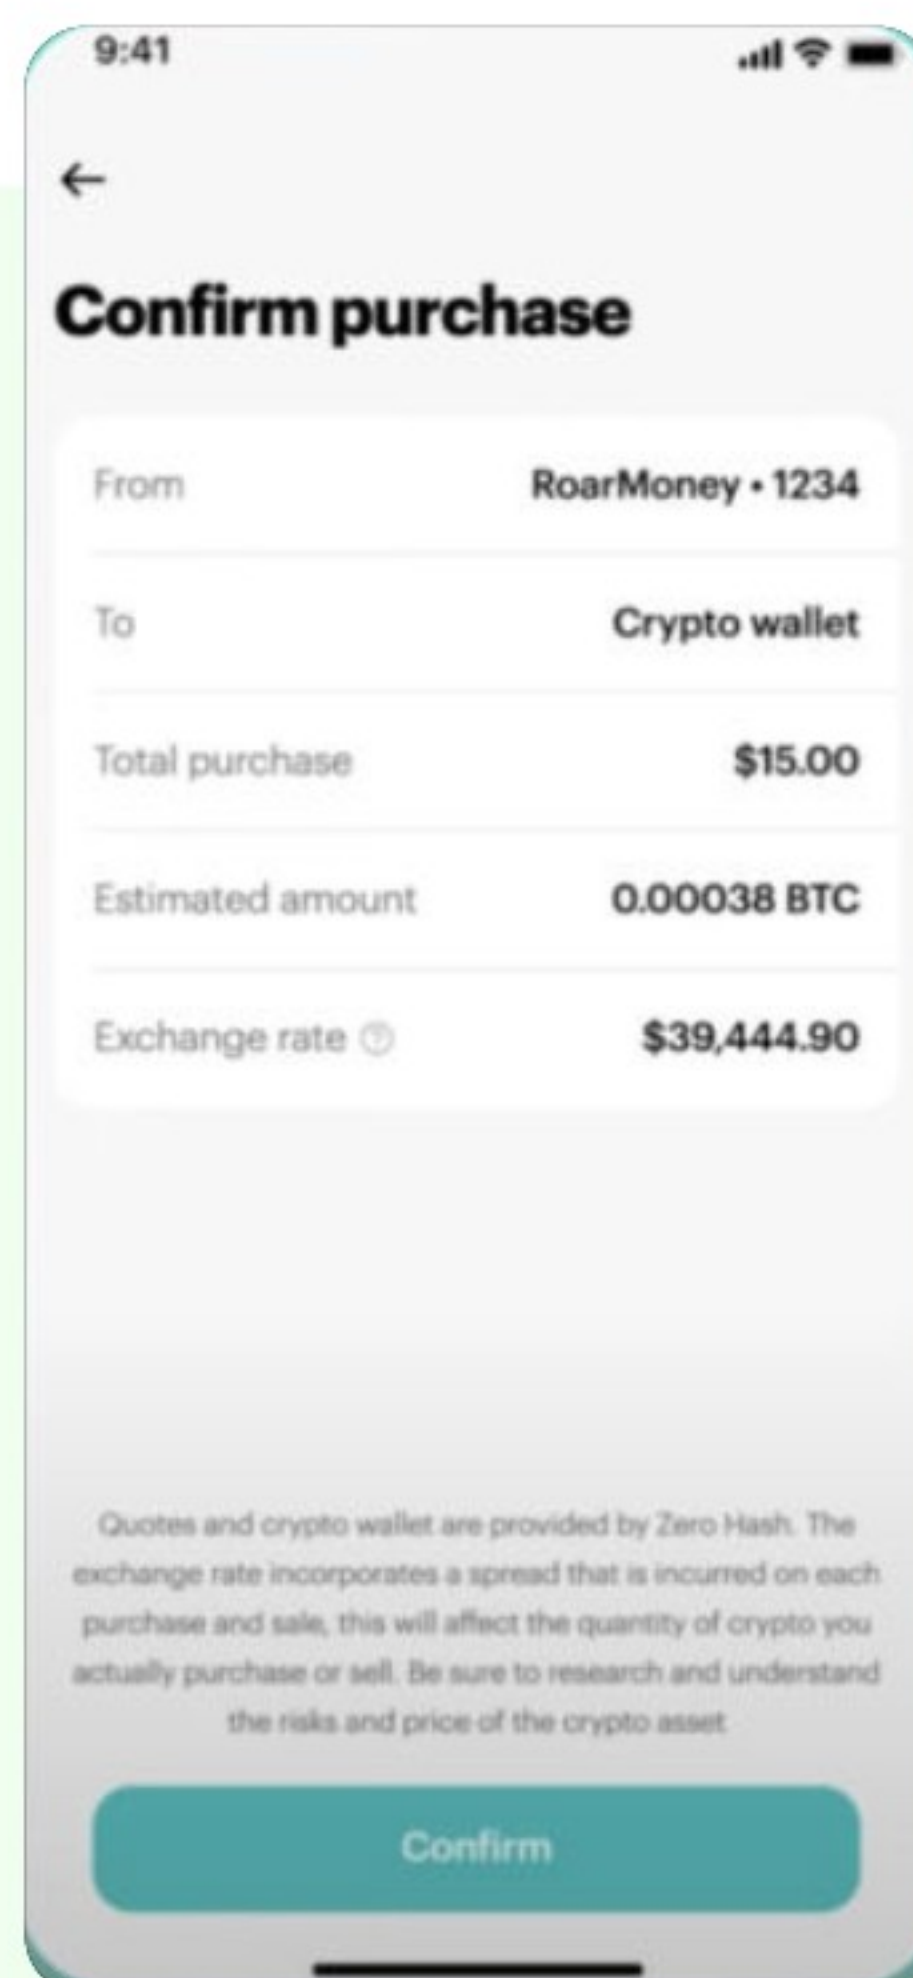 9:41
Confirm purchase
From RoarMoney • 1234
To Crypto wallet
Total purchase $15.00
Estimated amount 0.00038 BTC
Exchange rate ? $39,444.90
Quotes and crypto wallet are provided by Zero Hash. The
exchange rate incorporates a spread that is incurred on each
purchase and sale, this will affect the quantity of crypto you
actually purchase or sell. Be sure to research and understand
the risks and price of the crypto asset
Confirm